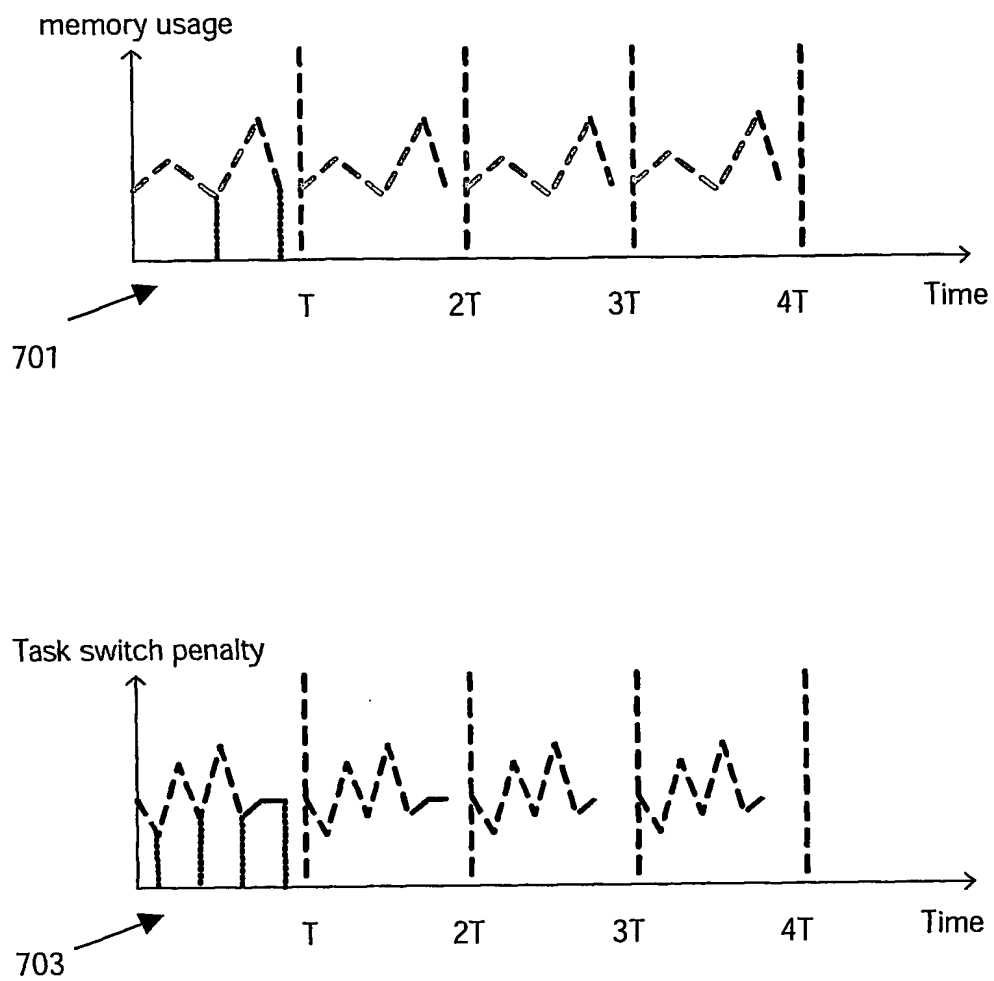 memory usage
T 2T 3T 4T Time
701
Task switch penalty
T 2T 3T 4T Time
703